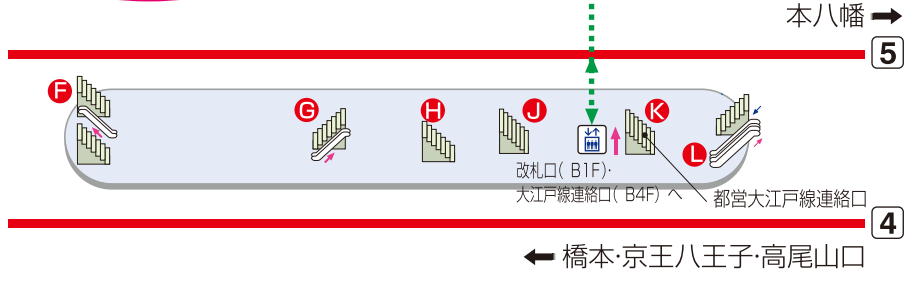 本八幡
5
F
G
H
J
K
L
改札口( B1F)･
大江戸線連絡口( B4F) へ
都営大江戸線連絡口
4
橋本･京王八王子･高尾山口